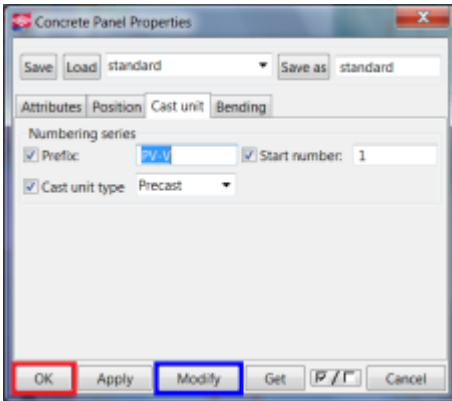 Concrete Panel Properties
Save Load standard Save as standard
Attributes Position Cast unit Bending
Numbering series
Prefix: PV-V Start number: 1
Cast unit type Precast
OK Apply Modify Get / Cancel